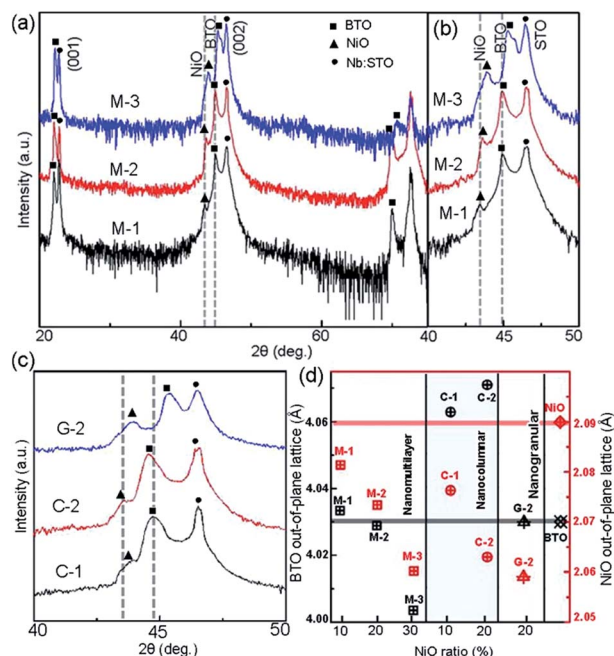 (a)
■ BTO
▲ NiO
● Nb:STO
(001)
NiO
BTO
(002)
M-3
M-2
M-1
Intensity (a.u.)
20 40 60
2θ (deg.)
(b)
NiO
BTO
STO
M-3
M-2
M-1
40 45 50
(c)
G-2
C-2
C-1
Intensity (a.u.)
40 45 50
2θ (deg.)
(d)
BTO out-of-plane lattice (Å)
4.06
4.04
4.02
4.00
C-1
C-2
NiO
M-1
M-2
C-1
M-1
M-2
G-2
BTO
C-2
G-2
M-3
M-3
Nanomultilayer
Nanocolumnar
Nanogranular
2.09
2.08
2.07
2.06
2.05
NiO out-of-plane lattice (Å)
10 20 30 10 20 20
NiO ratio (%)